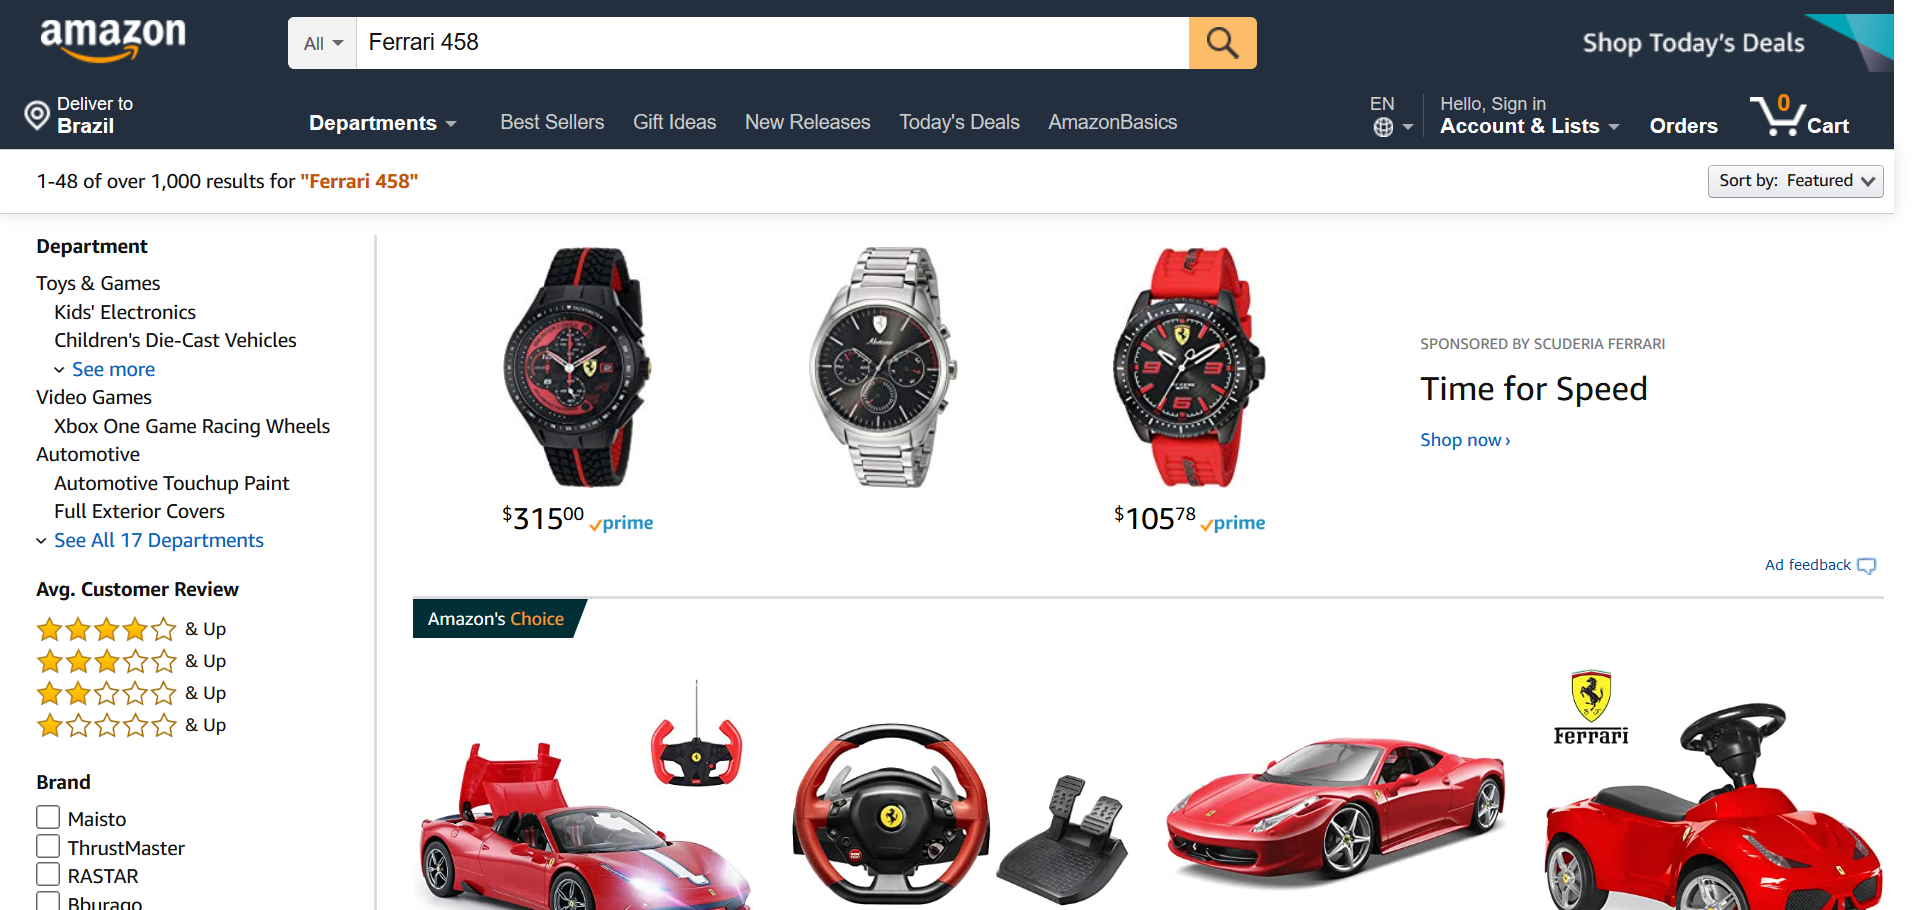 amazon
All
Ferrari 458
Shop Today's Deals
Deliver to
Brazil
Departments
Best Sellers
Gift Ideas
New Releases
Today's Deals
AmazonBasics
EN
Hello, Sign in
Account & Lists
Orders
0
Cart
1-48 of over 1,000 results for "Ferrari 458"
Sort by: Featured
Department
Toys & Games
Kids' Electronics
Children's Die-Cast Vehicles
See more
Video Games
Xbox One Game Racing Wheels
Automotive
Automotive Touchup Paint
Full Exterior Covers
See All 17 Departments
Avg. Customer Review
& Up
& Up
& Up
& Up
Brand
Maisto
ThrustMaster
RASTAR
Bburago
$31500 prime
$10578 prime
SPONSORED BY SCUDERIA FERRARI
Time for Speed
Shop now ›
Ad feedback
Amazon's Choice
S F
Ferrari